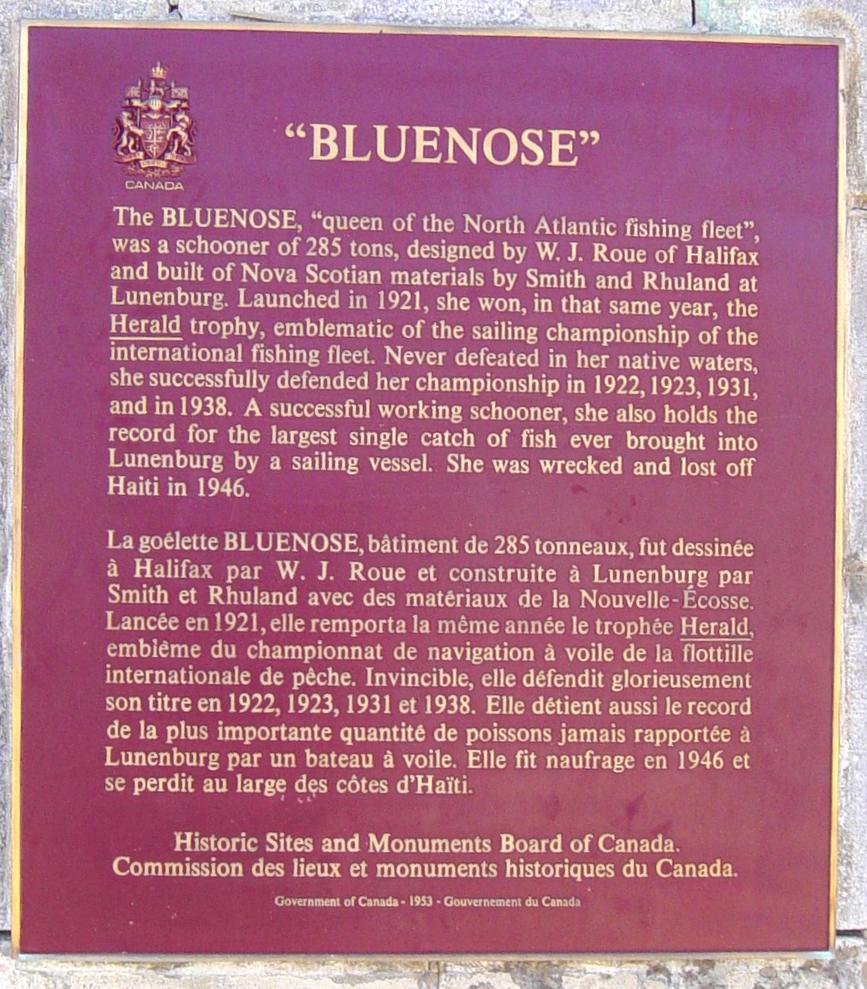 CANADA
“BLUENOSE”
The BLUENOSE, “queen of the North Atlantic fishing fleet”,
was a schooner of 285 tons, designed by W. J. Roue of Halifax
and built of Nova Scotian materials by Smith and Rhuland at
Lunenburg. Launched in 1921, she won, in that same year, the
Herald trophy, emblematic of the sailing championship of the
international fishing fleet. Never defeated in her native waters,
she successfully defended her championship in 1922, 1923, 1931,
and in 1938. A successful working schooner, she also holds the
record for the largest single catch of fish ever brought into
Lunenburg by a sailing vessel. She was wrecked and lost off
Haiti in 1946.
La goélette BLUENOSE, bâtiment de 285 tonneaux, fut dessinée
à Halifax par W. J. Roue et construite à Lunenburg par
Smith et Rhuland avec des matériaux de la Nouvelle-Écosse.
Lancée en 1921, elle remporta la même année le trophée Herald,
emblème du championnat de navigation à voile de la flottille
internationale de pêche. Invincible, elle défendit glorieusement
son titre en 1922, 1923, 1931 et 1938. Elle détient aussi le record
de la plus importante quantité de poissons jamais rapportée à
Lunenburg par un bateau à voile. Elle fit naufrage en 1946 et
se perdit au large des côtes d’Haïti.
Historic Sites and Monuments Board of Canada.
Commission des lieux et monuments historiques du Canada.
Government of Canada - 1953 - Gouvernement du Canada